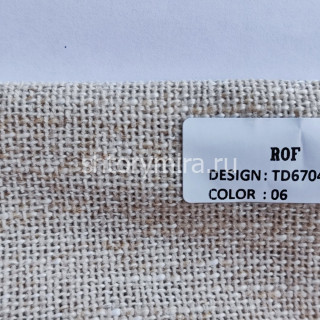 ROF
shtorymira.ru
DESIGN : TD6704
COLOR : 06